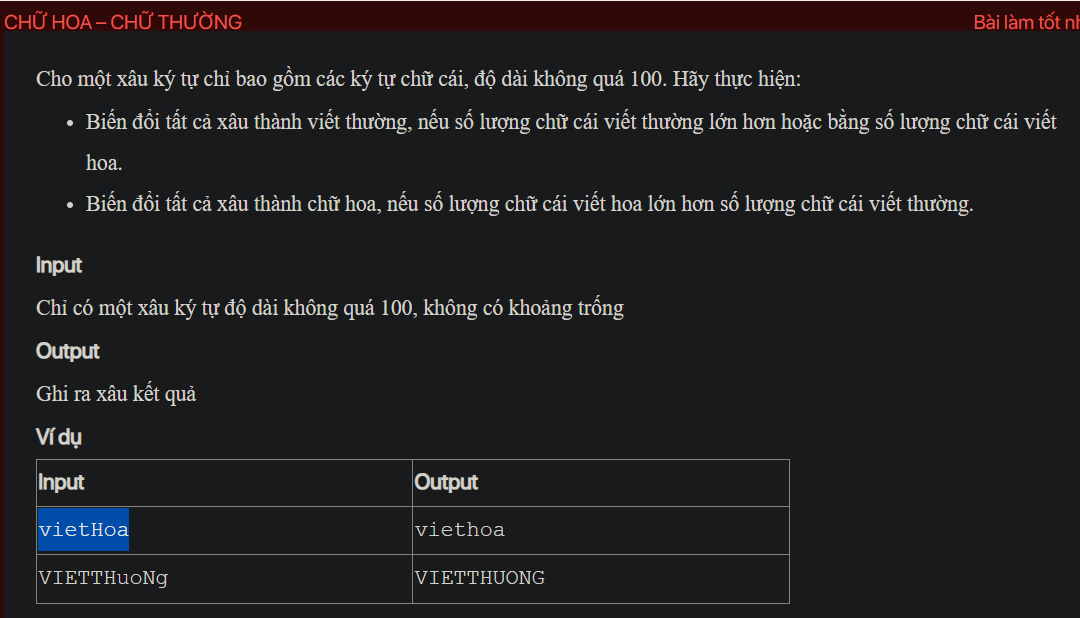 CHỮ HOA – CHỮ THƯỜNG
Bài làm tốt nh
Cho một xâu ký tự chỉ bao gồm các ký tự chữ cái, độ dài không quá 100. Hãy thực hiện:
• Biến đổi tất cả xâu thành viết thường, nếu số lượng chữ cái viết thường lớn hơn hoặc bằng số lượng chữ cái viết
hoa.
• Biến đổi tất cả xâu thành chữ hoa, nếu số lượng chữ cái viết hoa lớn hơn số lượng chữ cái viết thường.
Input
Chỉ có một xâu ký tự độ dài không quá 100, không có khoảng trống
Output
Ghi ra xâu kết quả
Ví dụ
Input Output
vietHoa viethoa
VIETTHuoNg VIETTHUONG